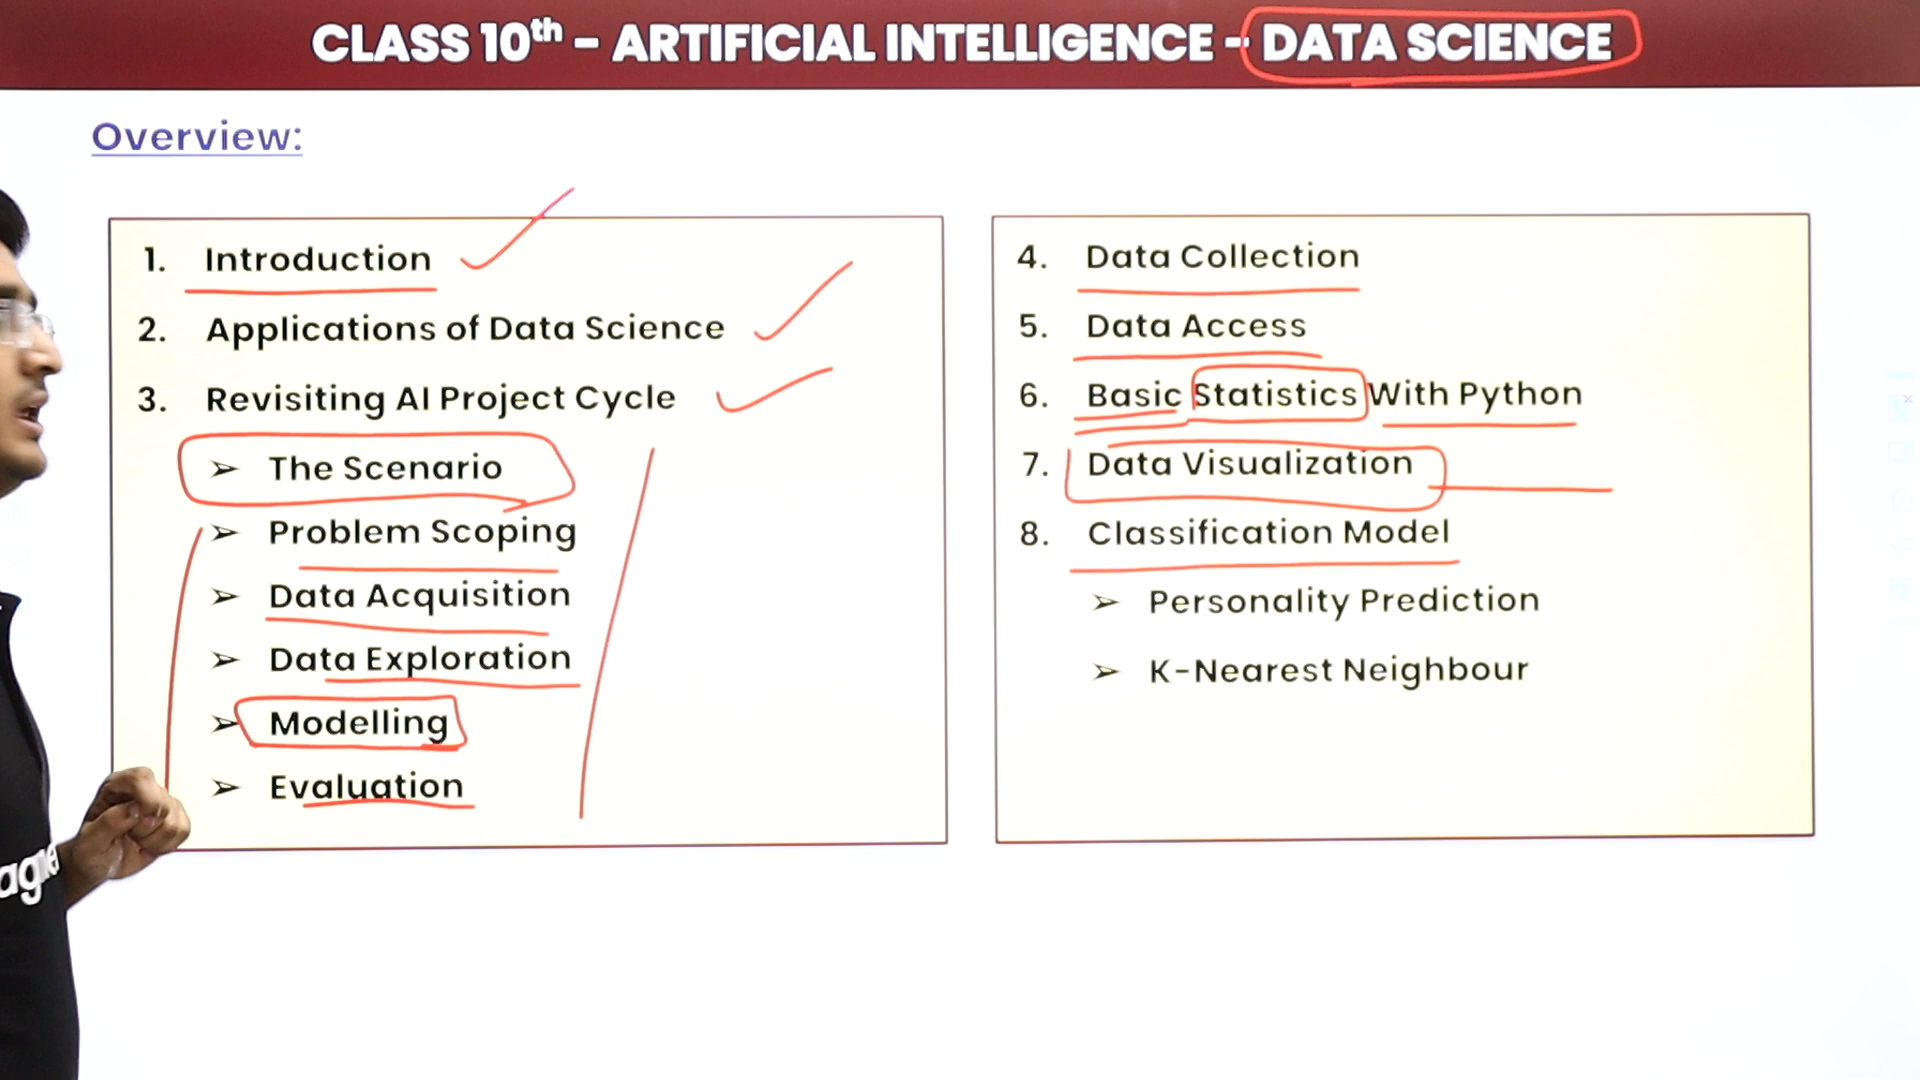 CLASS 10th - ARTIFICIAL INTELLIGENCE - DATA SCIENCE
Overview:
1. Introduction
2. Applications of Data Science
3. Revisiting AI Project Cycle
➢ The Scenario
➢ Problem Scoping
➢ Data Acquisition
➢ Data Exploration
➢ Modelling
➢ Evaluation
4. Data Collection
5. Data Access
6. Basic Statistics With Python
7. Data Visualization
8. Classification Model
➢ Personality Prediction
➢ K-Nearest Neighbour